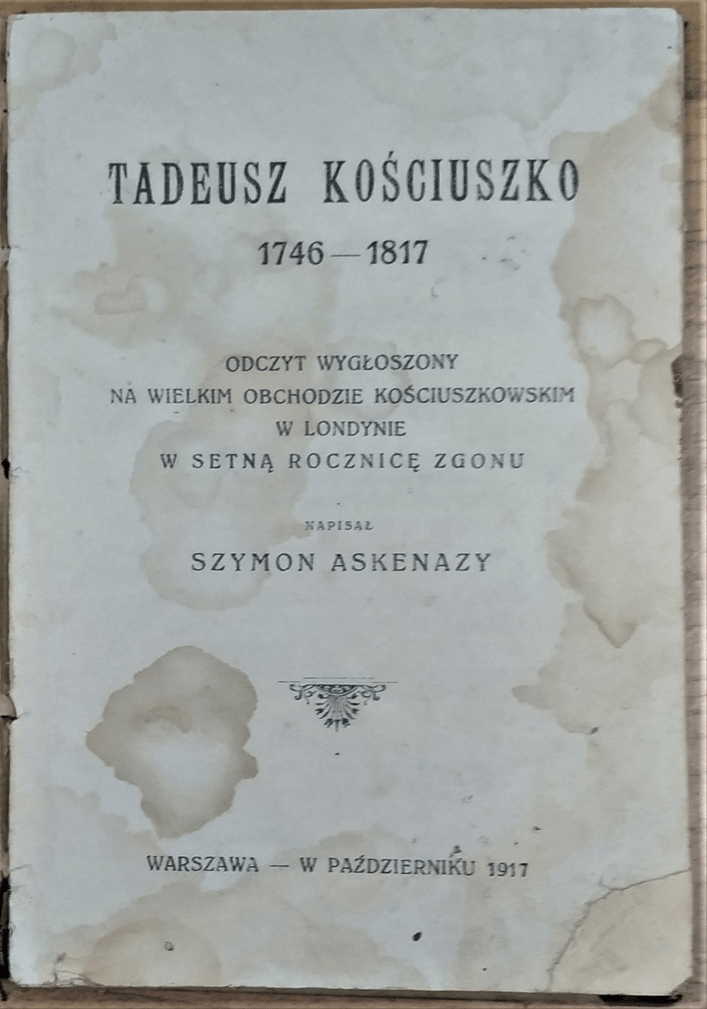 TADEUSZ KOŚCIUSZKO
1746 — 1817
ODCZYT WYGŁOSZONY
NA WIELKIM OBCHODZIE KOŚCIUSZKOWSKIM
W LONDYNIE
W SETNĄ ROCZNICĘ ZGONU
NAPISAŁ
SZYMON ASKENAZY
WARSZAWA — W PAŹDZIERNIKU 1917